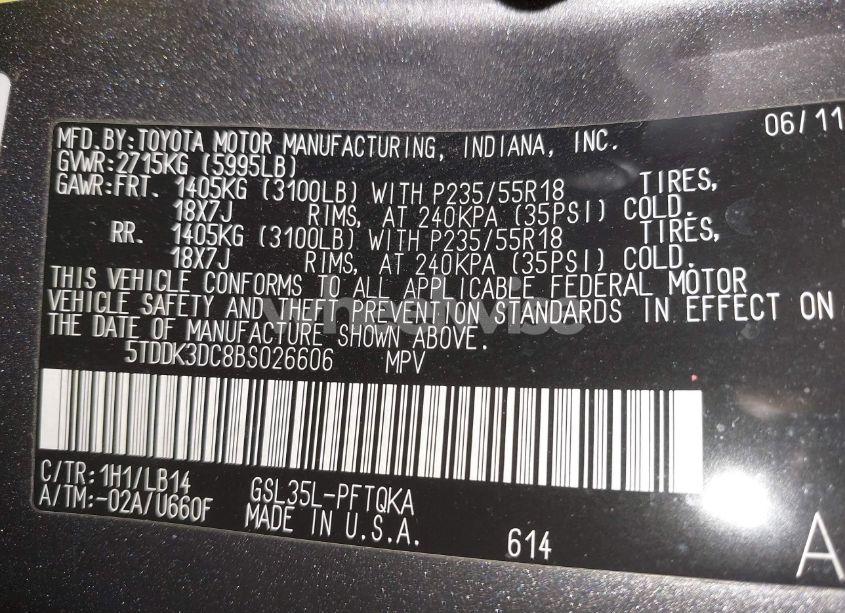 MFD.BY:TOYOTA MOTOR MANUFACTURING, INDIANA, INC. 06/11
GVWR:2715KG (5995LB)
GAWR:FRT. 1405KG (3100LB) WITH P235/55R18 TIRES,
18X7J RIMS, AT 240KPA (35PSI) COLD.
RR. 1405KG (3100LB) WITH P235/55R18 TIRES,
18X7J RIMS, AT 240KPA (35PSI) COLD.
THIS VEHICLE CONFORMS TO ALL APPLICABLE FEDERAL MOTOR
VEHICLE SAFETY AND THEFT PREVENTION STANDARDS IN EFFECT ON
THE DATE OF MANUFACTURE SHOWN ABOVE.
5TDDK3DC8BS026606 MPV
C/TR:1H1/LB14
A/TM:-02A/U660F
GSL35L-PFTQKA
MADE IN U.S.A.
614
A